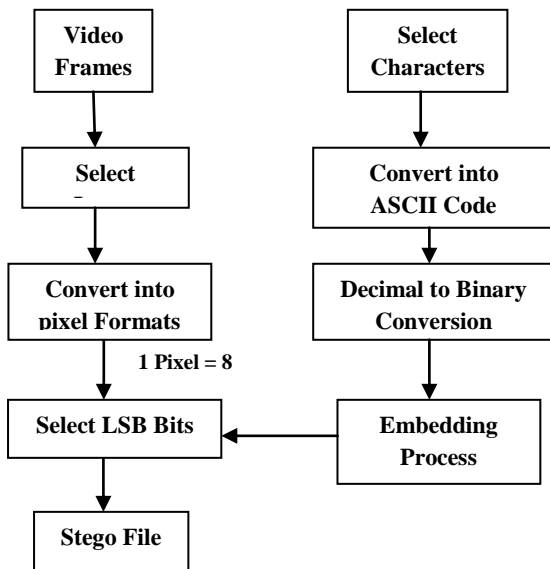 Video
Frames
Select
Convert into
pixel Formats
1 Pixel = 8
Select LSB Bits
Stego File
Select
Characters
Convert into
ASCII Code
Decimal to Binary
Conversion
Embedding
Process